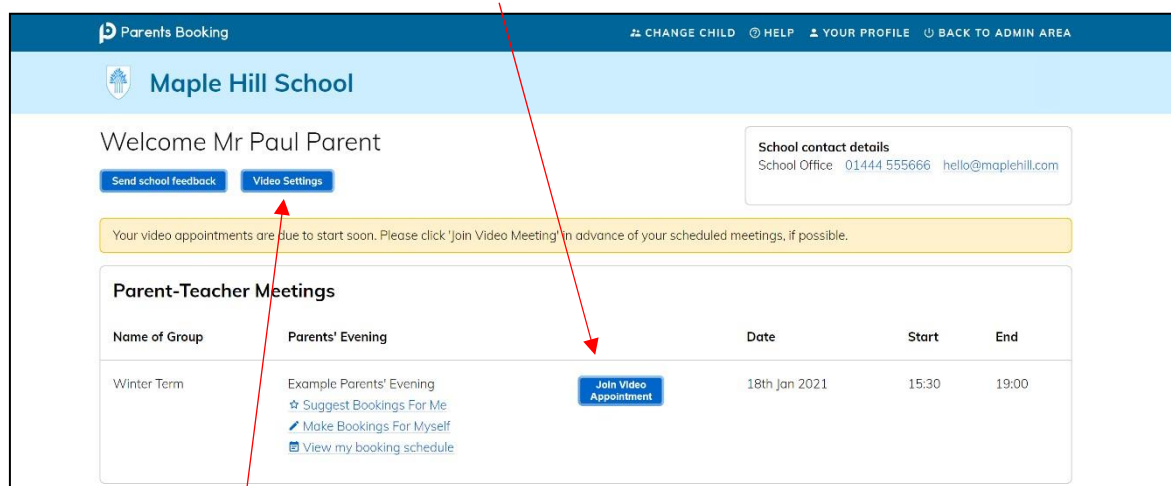 Parents Booking
CHANGE CHILD HELP YOUR PROFILE BACK TO ADMIN AREA
Maple Hill School
Welcome Mr Paul Parent
Send school feedback Video Settings
School contact details
School Office 01444 555666 hello@maplehill.com
Your video appointments are due to start soon. Please click 'Join Video Meeting' in advance of your scheduled meetings, if possible.
Parent-Teacher Meetings
Name of Group Parents' Evening Date Start End
Winter Term Example Parents' Evening Join Video Appointment 18th Jan 2021 15:30 19:00
Suggest Bookings For Me
Make Bookings For Myself
View my booking schedule